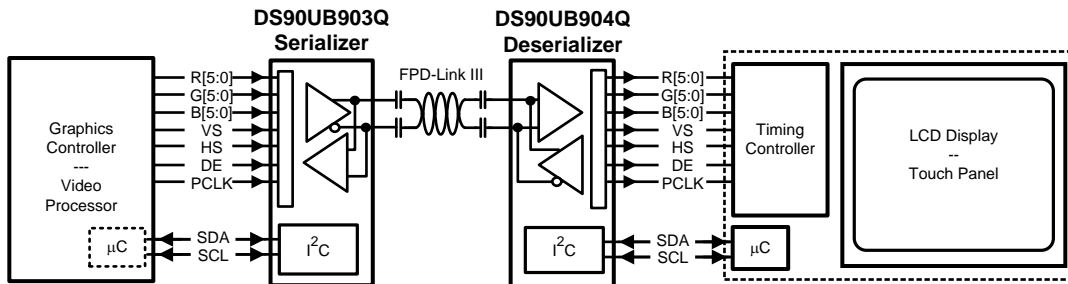 DS90UB903Q
Serializer
DS90UB904Q
Deserializer
FPD-Link III
Graphics
Controller
---
Video
Processor
μC
R[5:0]
G[5:0]
B[5:0]
VS
HS
DE
PCLK
SDA
SCL
I²C
I²C
R[5:0]
G[5:0]
B[5:0]
VS
HS
DE
PCLK
SDA
SCL
Timing
Controller
μC
LCD Display
--
Touch Panel